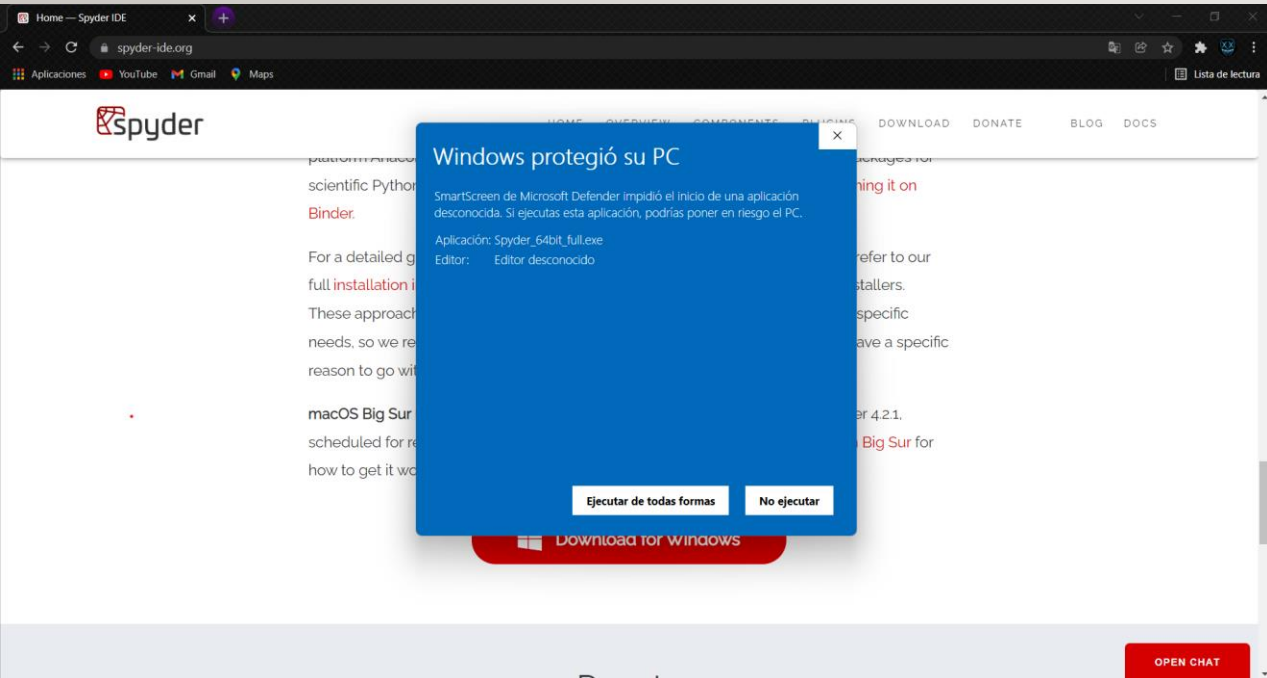 Home — Spyder IDE
spyder-ide.org
Aplicaciones YouTube Gmail Maps Lista de lectura
spyder HOME OVERVIEW COMPONENTS PLUGINS DOWNLOAD DONATE BLOG DOCS
Windows protegió su PC
SmartScreen de Microsoft Defender impidió el inicio de una aplicación
desconocida. Si ejecutas esta aplicación, podrías poner en riesgo el PC.
Aplicación: Spyder_64bit_full.exe
Editor: Editor desconocido
Ejecutar de todas formas No ejecutar
scientific Python
ning it on
Binder.
For a detailed g
refer to our
full installation i
stallers.
These approach
specific
needs, so we re
ave a specific
reason to go wit
macOS Big Sur
er 4.2.1,
scheduled for re
Big Sur for
how to get it wo
Download for Windows
OPEN CHAT